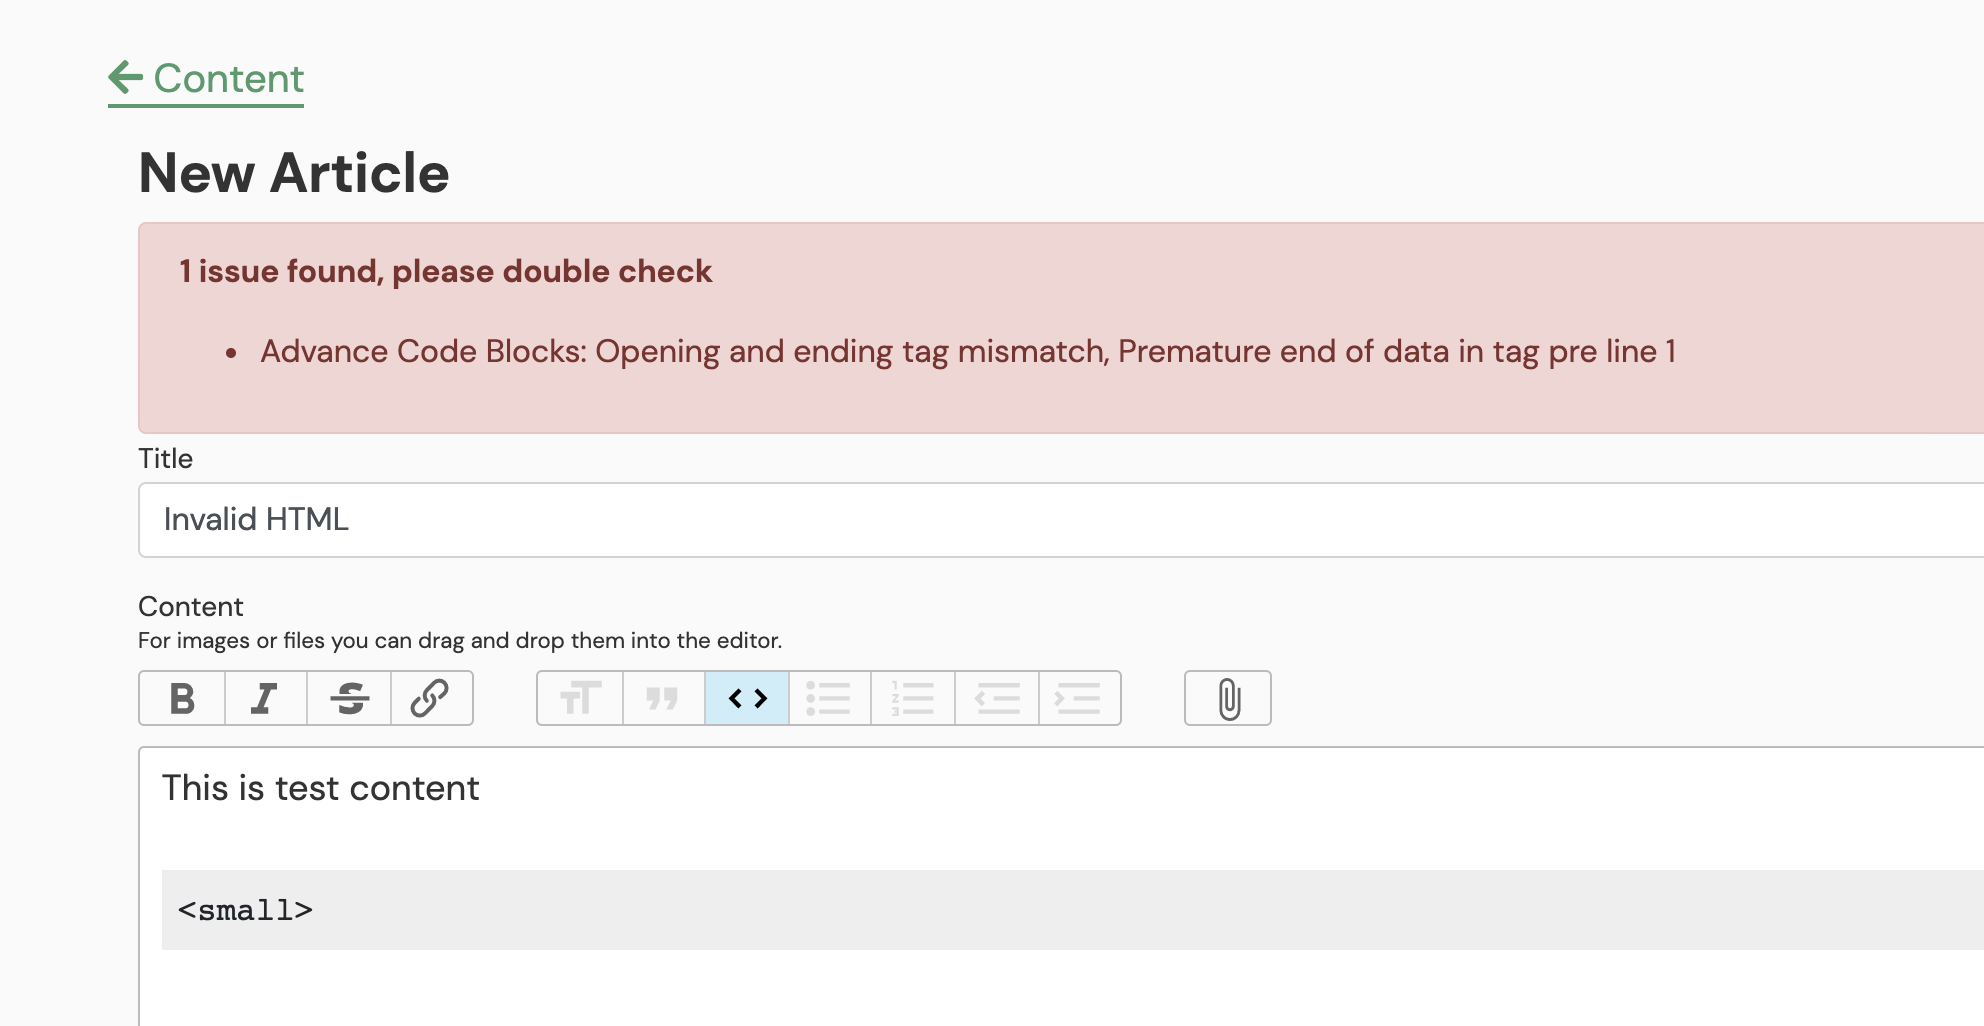 Content
New Article
1 issue found, please double check
Advance Code Blocks: Opening and ending tag mismatch, Premature end of data in tag pre line 1
Title
Invalid HTML
Content
For images or files you can drag and drop them into the editor.
This is test content
<small>